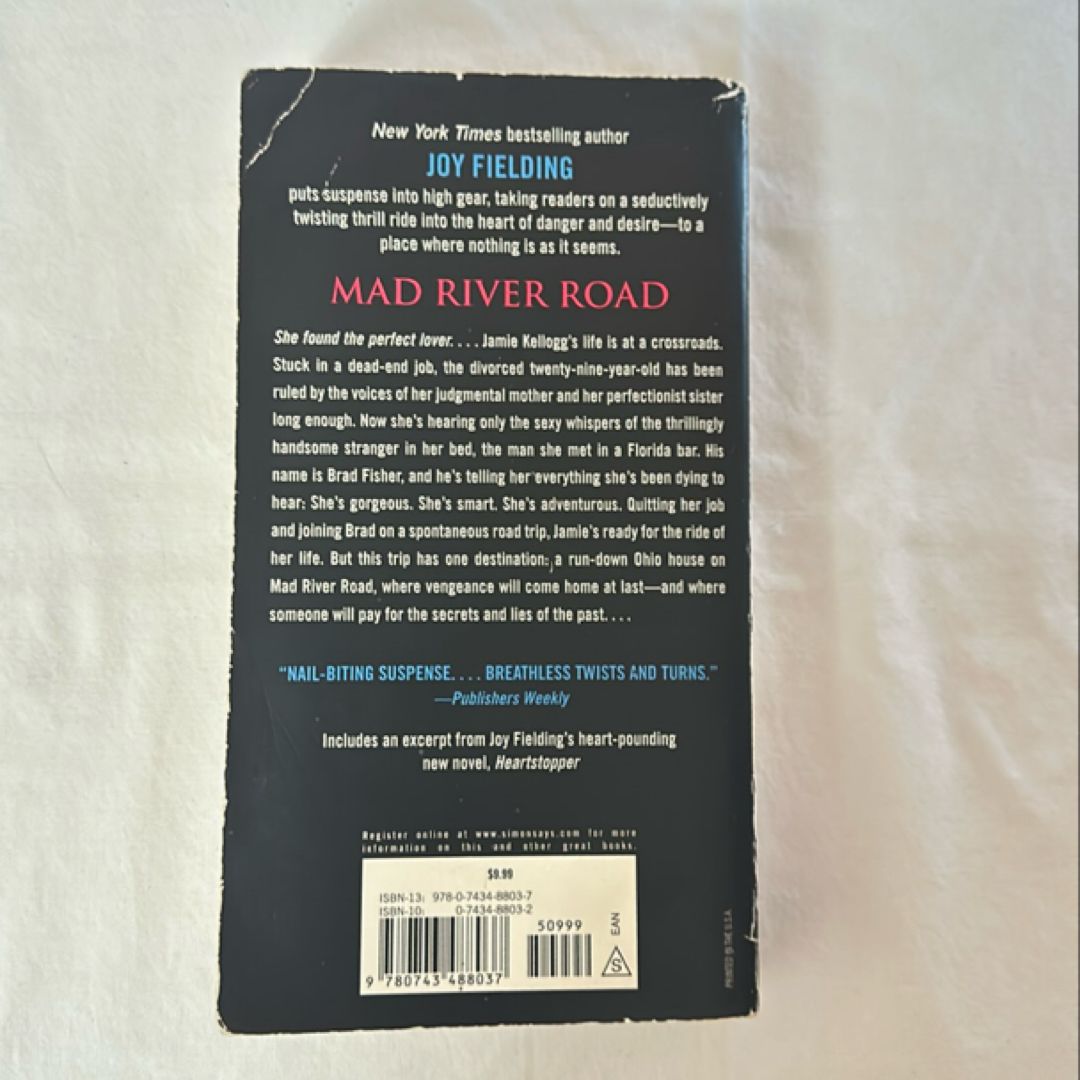 New York Times bestselling author
JOY FIELDING
puts suspense into high gear, taking readers on a seductively
twisting thrill ride into the heart of danger and desire—to a
place where nothing is as it seems.
MAD RIVER ROAD
She found the perfect lover. . . . Jamie Kellogg's life is at a crossroads.
Stuck in a dead-end job, the divorced twenty-nine-year-old has been
ruled by the voices of her judgmental mother and her perfectionist sister
long enough. Now she's hearing only the sexy whispers of the thrillingly
handsome stranger in her bed, the man she met in a Florida bar. His
name is Brad Fisher, and he's telling her everything she's been dying to
hear: She's gorgeous. She's smart. She's adventurous. Quitting her job
and joining Brad on a spontaneous road trip, Jamie's ready for the ride of
her life. But this trip has one destination: a run-down Ohio house on
Mad River Road, where vengeance will come home at last—and where
someone will pay for the secrets and lies of the past. . . .
"NAIL-BITING SUSPENSE. . . . BREATHLESS TWISTS AND TURNS."
—Publishers Weekly
Includes an excerpt from Joy Fielding's heart-pounding
new novel, Heartstopper
Register online at www.simonsays.com for more
information on this and other great books.
$9.99
ISBN-13: 978-0-7434-8803-7
ISBN-10: 0-7434-8803-2
50999
EAN
S
9 780743 488037
PRINTED IN THE U.S.A.